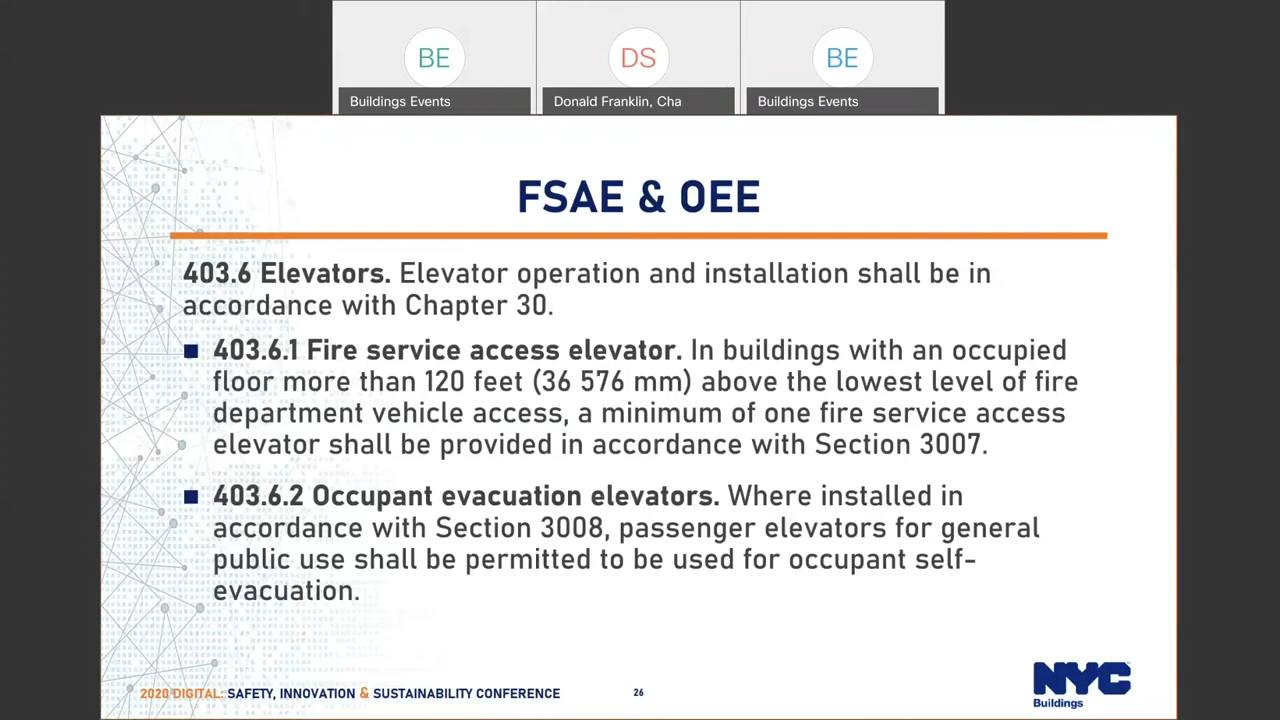 BE
DS
BE
Buildings Events
Donald Franklin, Cha
Buildings Events
FSAE & OEE
403.6 Elevators. Elevator operation and installation shall be in
accordance with Chapter 30.
403.6.1 Fire service access elevator. In buildings with an occupied
floor more than 120 feet (36 576 mm) above the lowest level of fire
department vehicle access, a minimum of one fire service access
elevator shall be provided in accordance with Section 3007.
403.6.2 Occupant evacuation elevators. Where installed in
accordance with Section 3008, passenger elevators for general
public use shall be permitted to be used for occupant self-
evacuation.
2020 DIGITAL: SAFETY, INNOVATION & SUSTAINABILITY CONFERENCE
26
NYC
Buildings